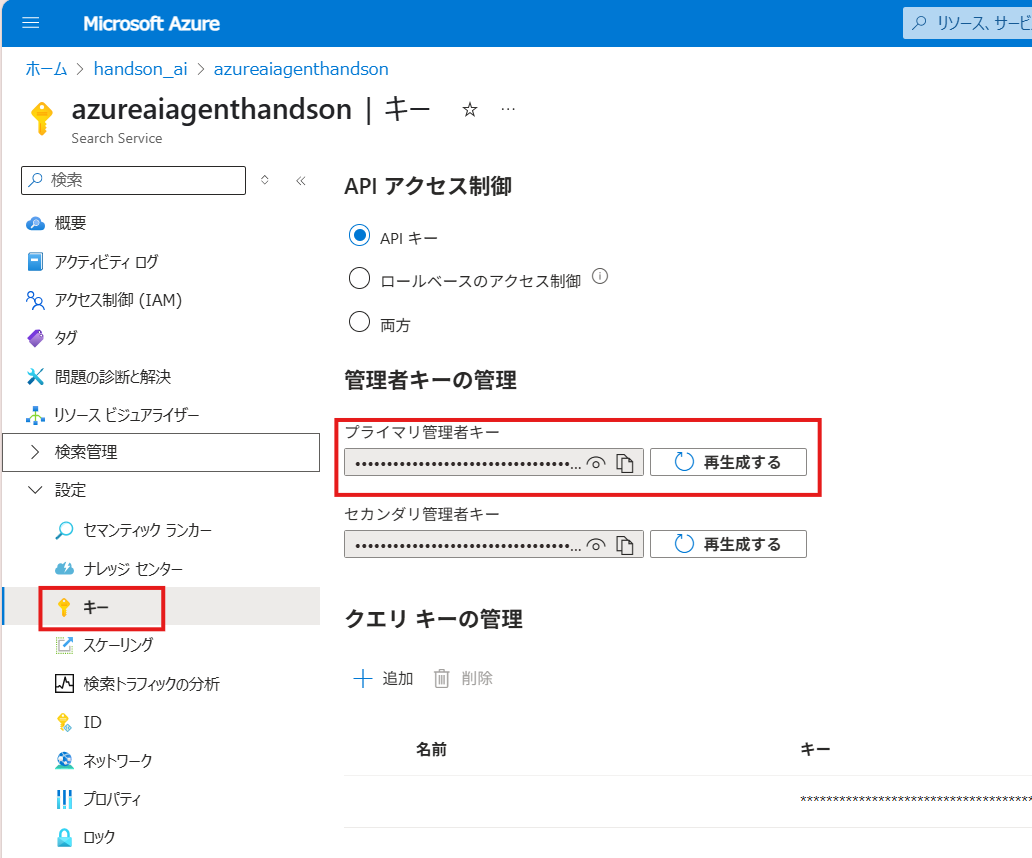 Microsoft Azure
リソース、サービ
ホーム > handson_ai > azureaiagenthandson
azureaiagenthandson | キー
Search Service
検索
概要
アクティビティ ログ
アクセス制御 (IAM)
タグ
問題の診断と解決
リソース ビジュアライザー
検索管理
設定
セマンティック ランカー
ナレッジ センター
キー
スケーリング
検索トラフィックの分析
ID
ネットワーク
プロパティ
ロック
API アクセス制御
API キー
ロールベースのアクセス制御
両方
管理者キーの管理
プライマリ管理者キー
再生成する
セカンダリ管理者キー
再生成する
クエリ キーの管理
追加 削除
名前 キー